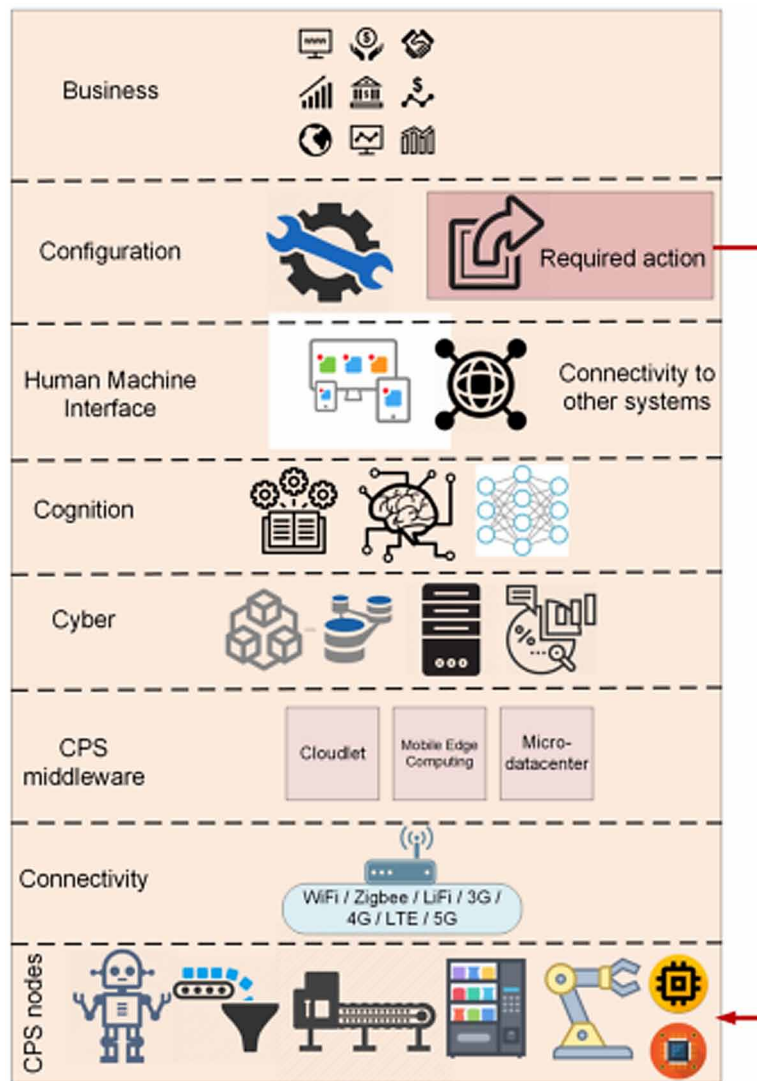 Business
Configuration
Required action
Human Machine
Interface
Connectivity to
other systems
Cognition
Cyber
CPS
middleware
Cloudlet
Mobile Edge
Computing
Micro-
datacenter
Connectivity
WiFi / Zigbee / LiFi / 3G /
4G / LTE / 5G
CPS nodes